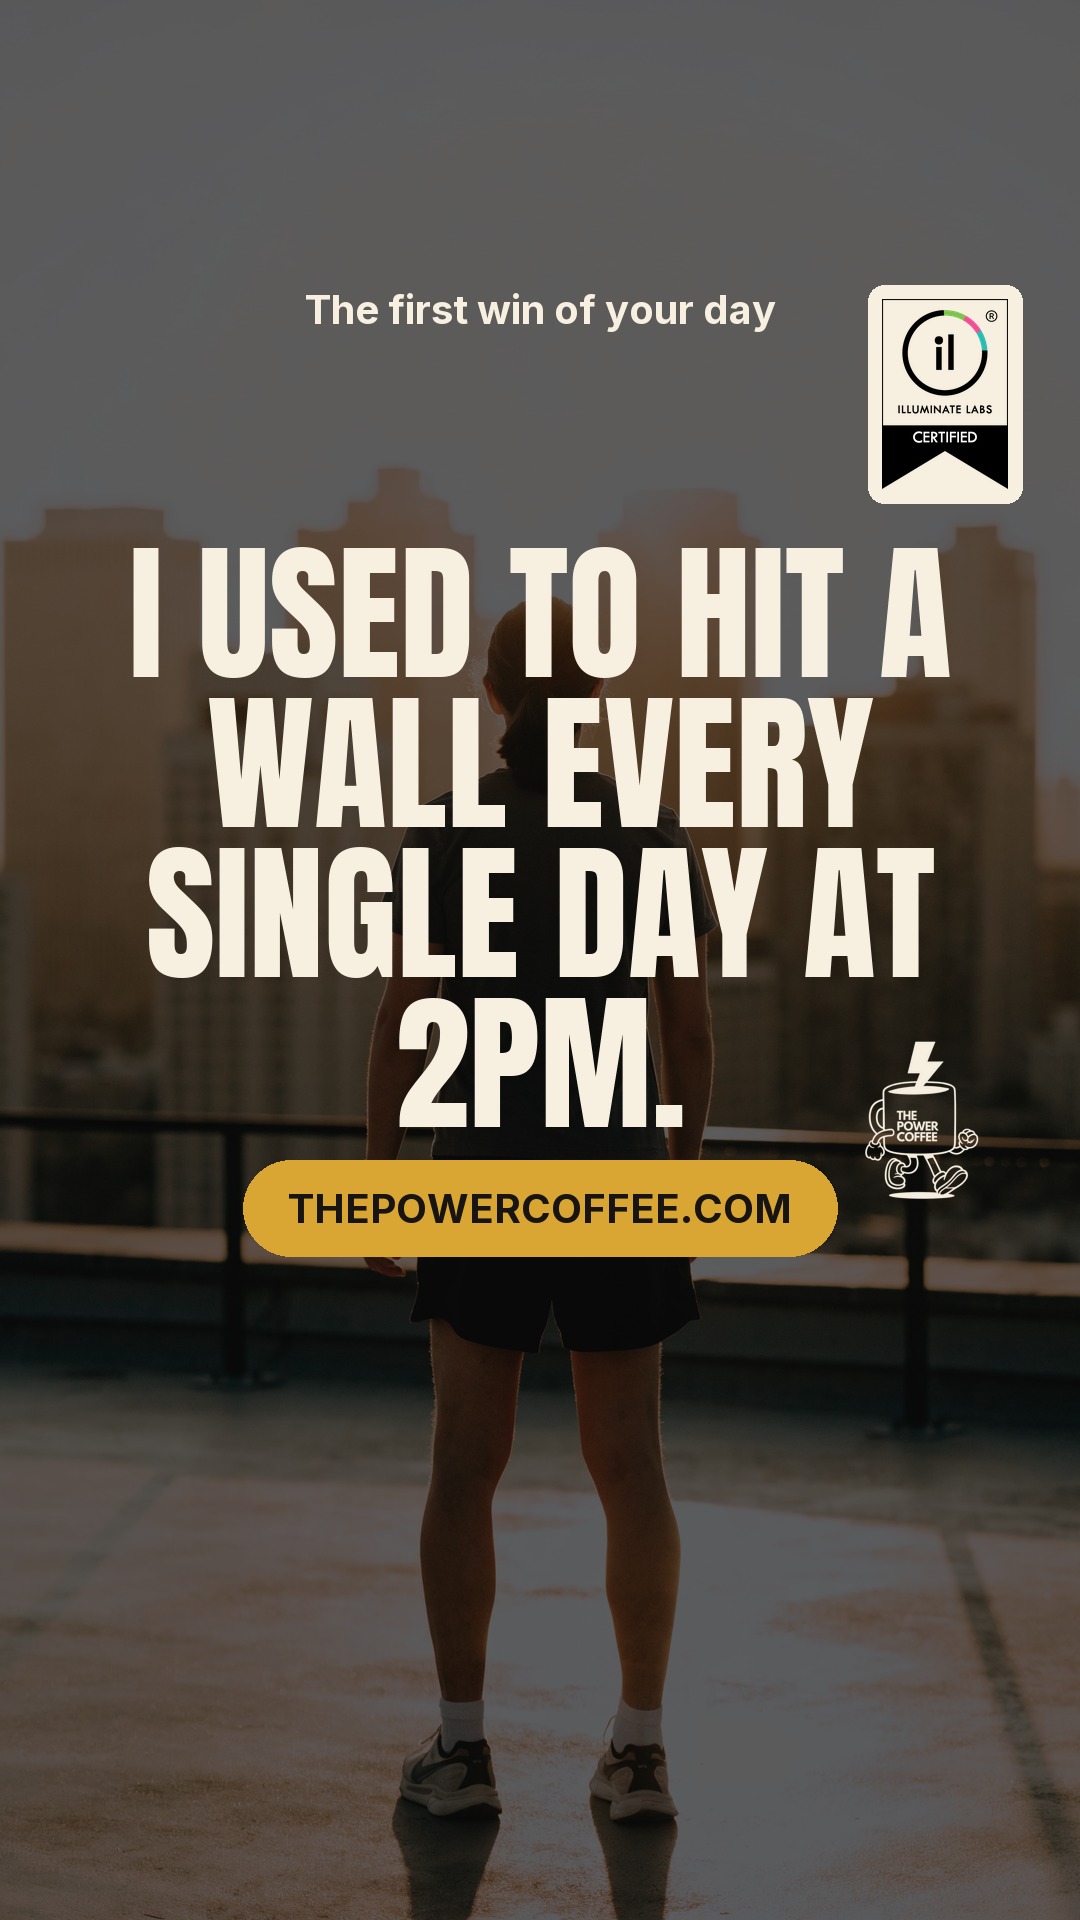 The first win of your day
®
il
ILLUMINATE LABS
CERTIFIED
I USED TO HIT A
WALL EVERY
SINGLE DAY AT
2PM.
THE
POWER
COFFEE
THEPOWERCOFFEE.COM